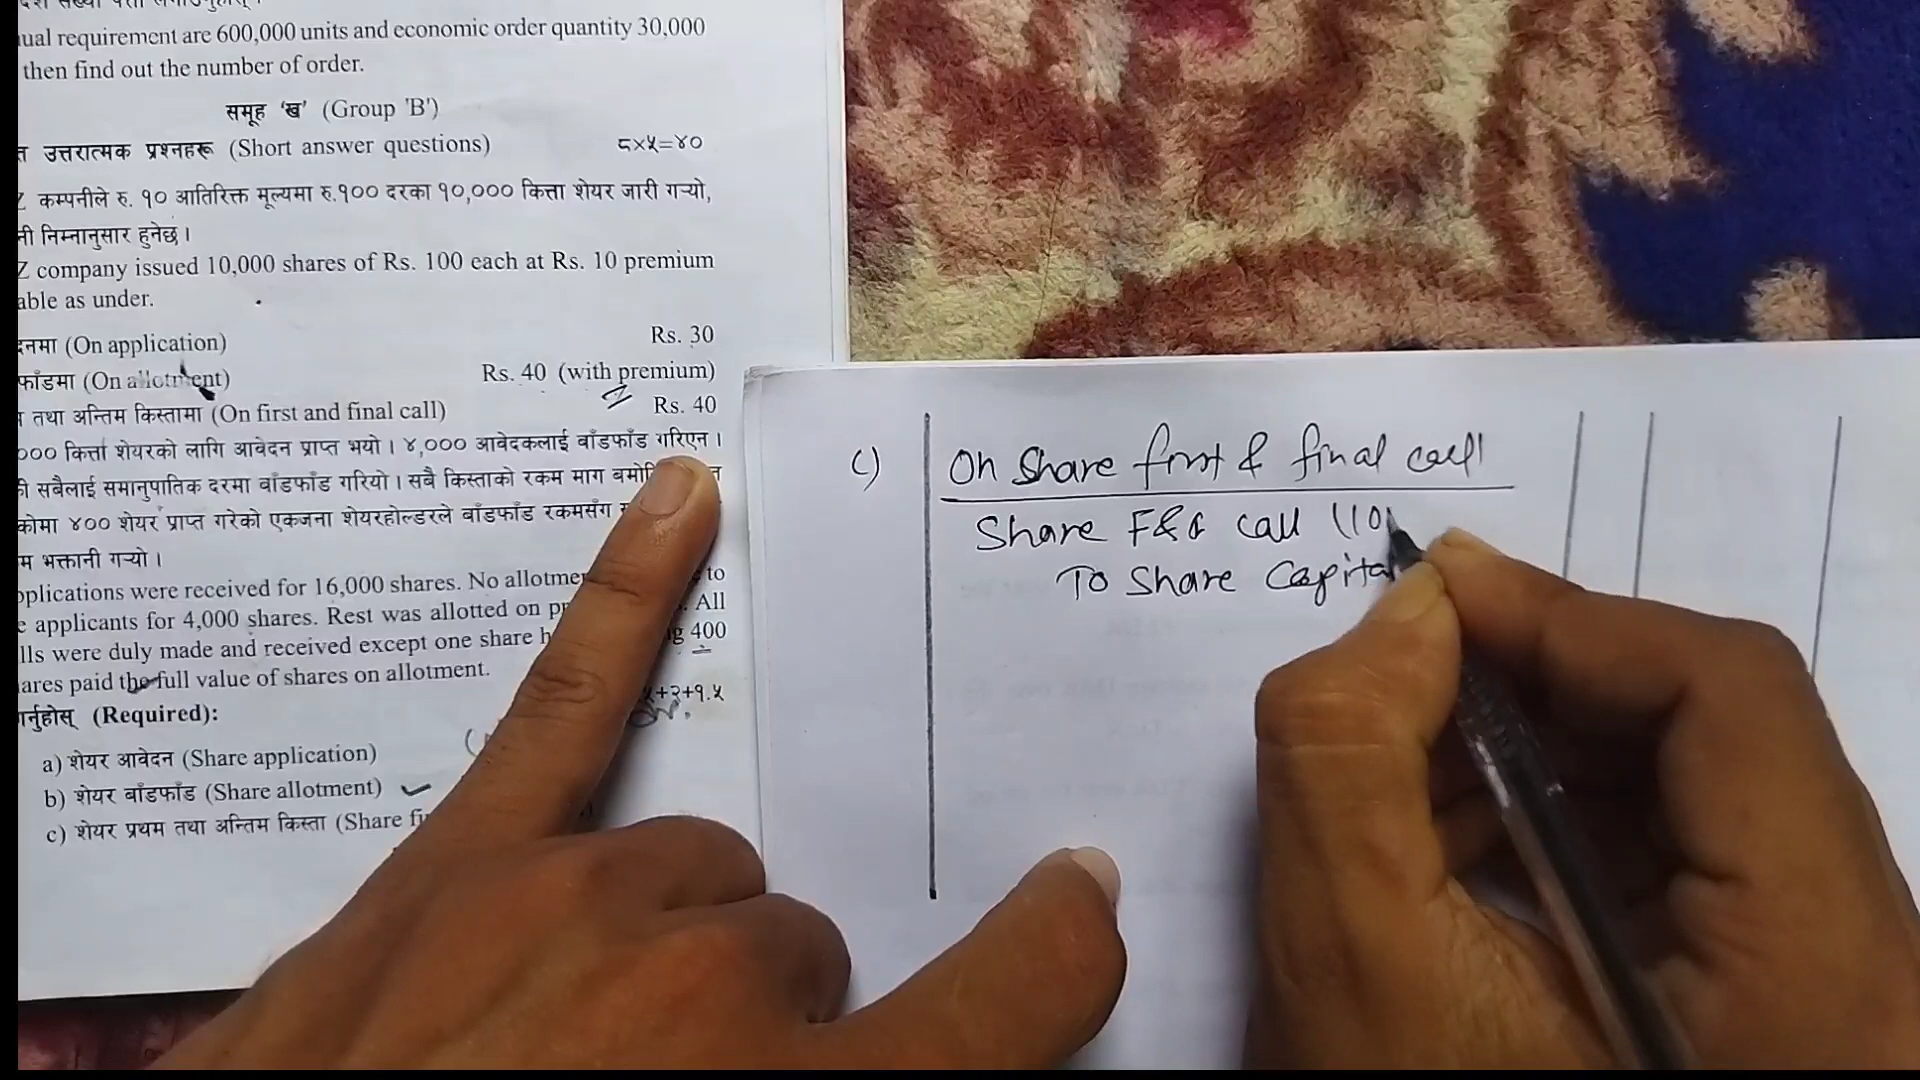 ual requirement are 600,000 units and economic order quantity 30,000
then find out the number of order.
समूह 'ख' (Group 'B')
उत्तरात्मक प्रश्नहरू (Short answer questions) ८×५=४०
Z कम्पनीले रु. १० आतिरिक्त मूल्यमा रु.१०० दरका १०,००० कित्ता शेयर जारी गऱ्यो,
नी निम्नानुसार हुनेछ।
Z company issued 10,000 shares of Rs. 100 each at Rs. 10 premium
able as under.
दनमा (On application) Rs. 30
फाँडमा (On allotment) Rs. 40 (with premium)
तथा अन्तिम किस्तामा (On first and final call) Rs. 40
००० कित्ता शेयरको लागि आवेदन प्राप्त भयो। ४,००० आवेदकलाई बाँडफाँड गरिएन।
की सबैलाई समानुपातिक दरमा बाँडफाँड गरियो। सबै किस्ताको रकम माग
कोमा ४०० शेयर प्राप्त गरेको एकजना शेयरहोल्डरले बाँडफाँड रकमसंग
म भक्तानी गऱ्यो।
pplications were received for 16,000 shares. No allotme to
e applicants for 4,000 shares. Rest was allotted on p All
lls were duly made and received except one share h g 400
ares paid the full value of shares on allotment.
र्नुहोस् (Required): +२+१.५
a) शेयर आवेदन (Share application)
b) शेयर बाँडफाँड (Share allotment)
c) शेयर प्रथम तथा अन्तिम किस्ता (Share fi
c) On Share first & final call
Share F&F Call (10
To Share Capital